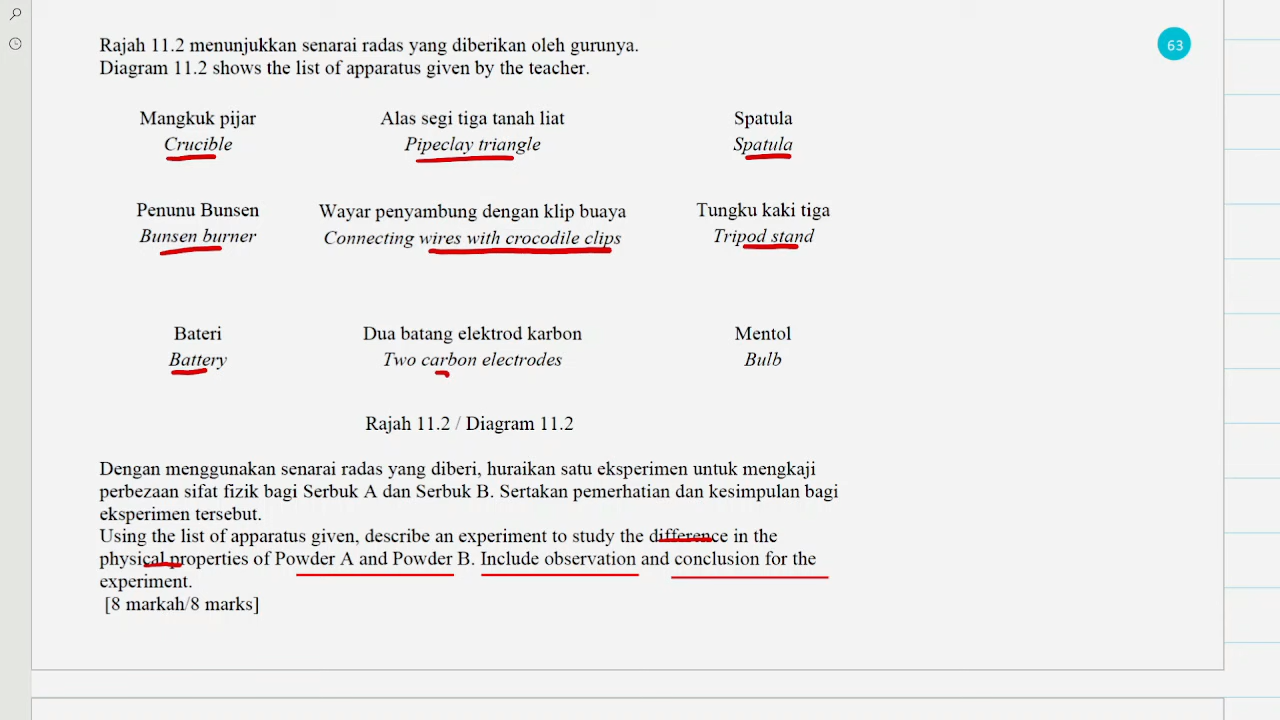 Rajah 11.2 menunjukkan senarai radas yang diberikan oleh gurunya.
63
Diagram 11.2 shows the list of apparatus given by the teacher.
Mangkuk pijar
Crucible
Alas segi tiga tanah liat
Pipeclay triangle
Spatula
Spatula
Penunu Bunsen
Bunsen burner
Wayar penyambung dengan klip buaya
Connecting wires with crocodile clips
Tungku kaki tiga
Tripod stand
Bateri
Battery
Dua batang elektrod karbon
Two carbon electrodes
Mentol
Bulb
Rajah 11.2 / Diagram 11.2
Dengan menggunakan senarai radas yang diberi, huraikan satu eksperimen untuk mengkaji
perbezaan sifat fizik bagi Serbuk A dan Serbuk B. Sertakan pemerhatian dan kesimpulan bagi
eksperimen tersebut.
Using the list of apparatus given, describe an experiment to study the difference in the
physical properties of Powder A and Powder B. Include observation and conclusion for the
experiment.
[8 markah/8 marks]